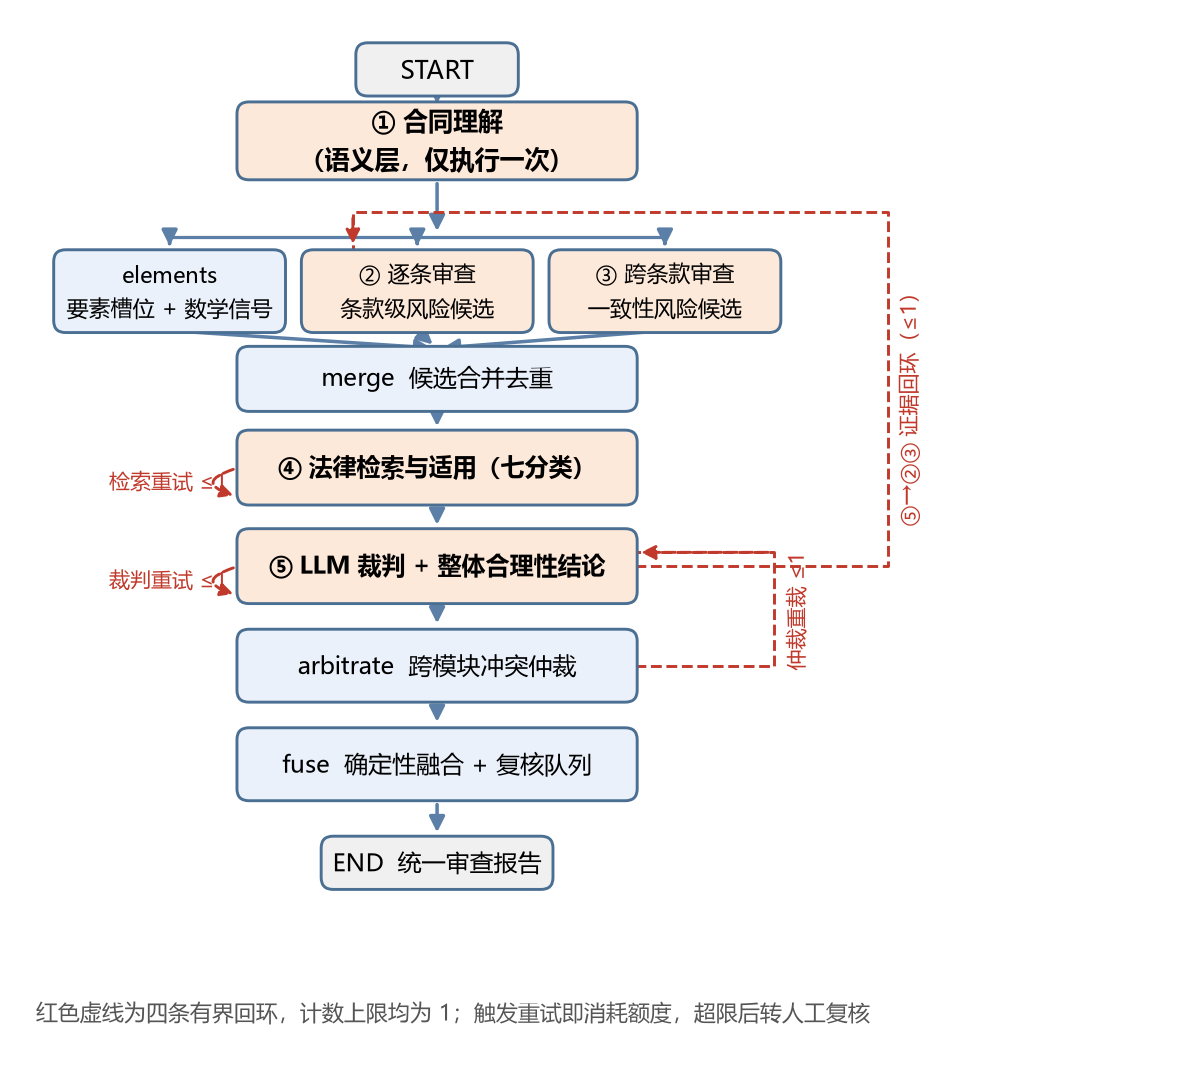 START
① 合同理解
（语义层，仅执行一次）
elements
要素槽位 + 数学信号
② 逐条审查
条款级风险候选
③ 跨条款审查
一致性风险候选
merge 候选合并去重
④ 法律检索与适用（七分类）
检索重试 ≤
⑤ LLM 裁判 + 整体合理性结论
裁判重试 ≤
⑤→②③ 证据回环（≤1）
仲裁重裁 ≤1
arbitrate 跨模块冲突仲裁
fuse 确定性融合 + 复核队列
END 统一审查报告
红色虚线为四条有界回环，计数上限均为 1；触发重试即消耗额度，超限后转人工复核